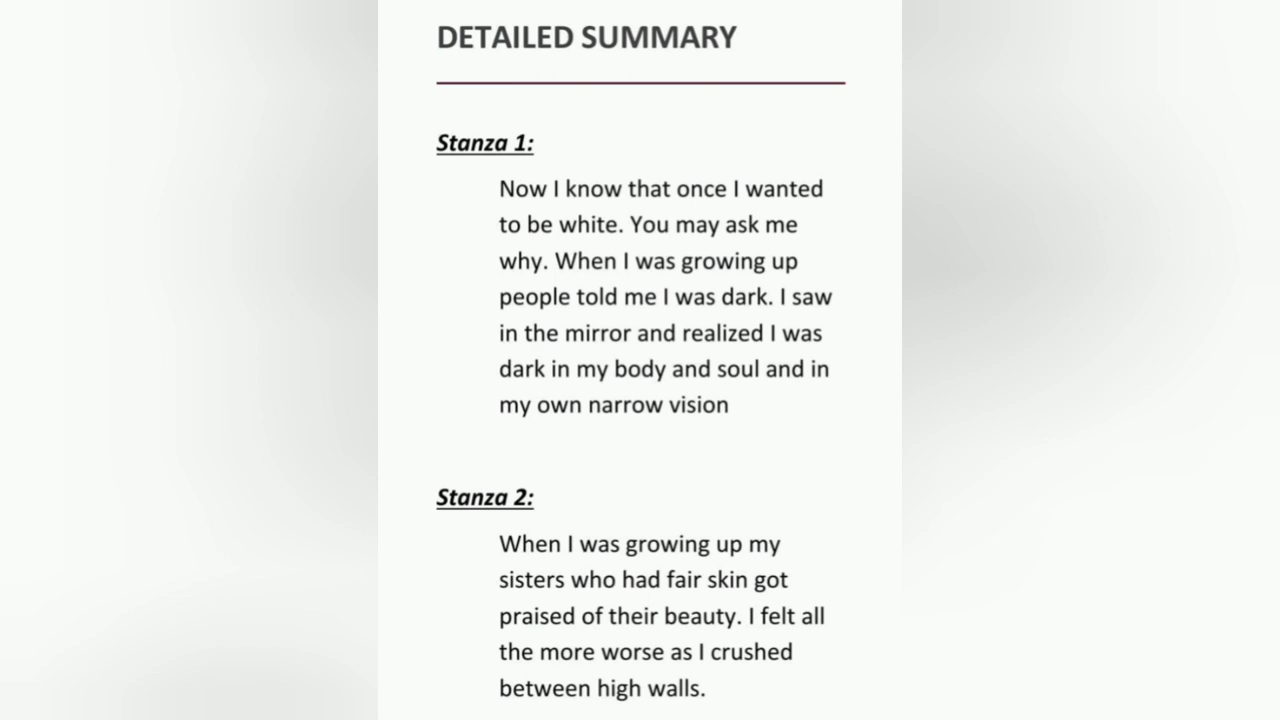 DETAILED SUMMARY
Stanza 1:
Now I know that once I wanted
to be white. You may ask me
why. When I was growing up
people told me I was dark. I saw
in the mirror and realized I was
dark in my body and soul and in
my own narrow vision
Stanza 2:
When I was growing up my
sisters who had fair skin got
praised of their beauty. I felt all
the more worse as I crushed
between high walls.